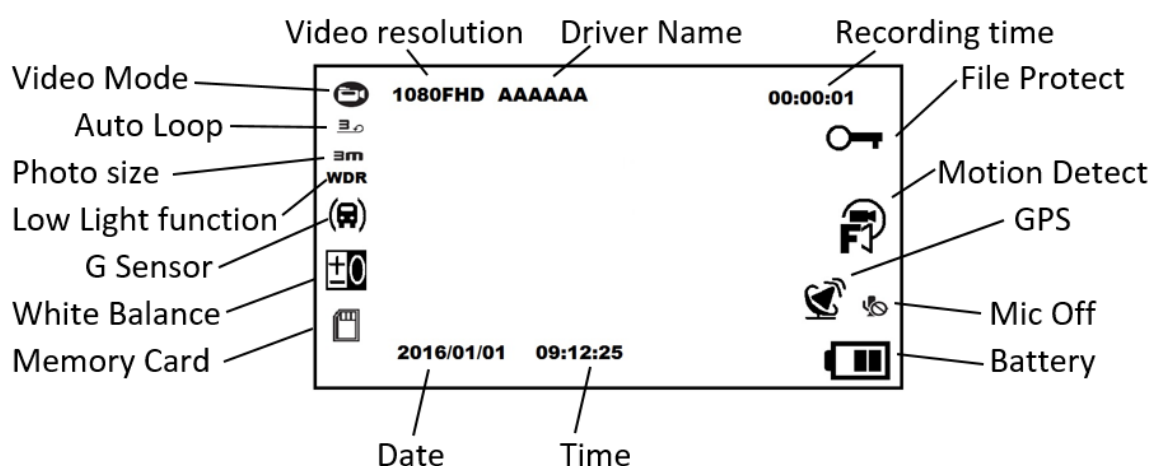 Video resolution Driver Name Recording time
Video Mode
File Protect
1080FHD AAAAAA 00:00:01
Auto Loop
3
Photo size
3m
Motion Detect
WDR
Low Light function
GPS
F
G Sensor
± 0
White Balance
Mic Off
Memory Card
2016/01/01 09:12:25
Battery
Date Time